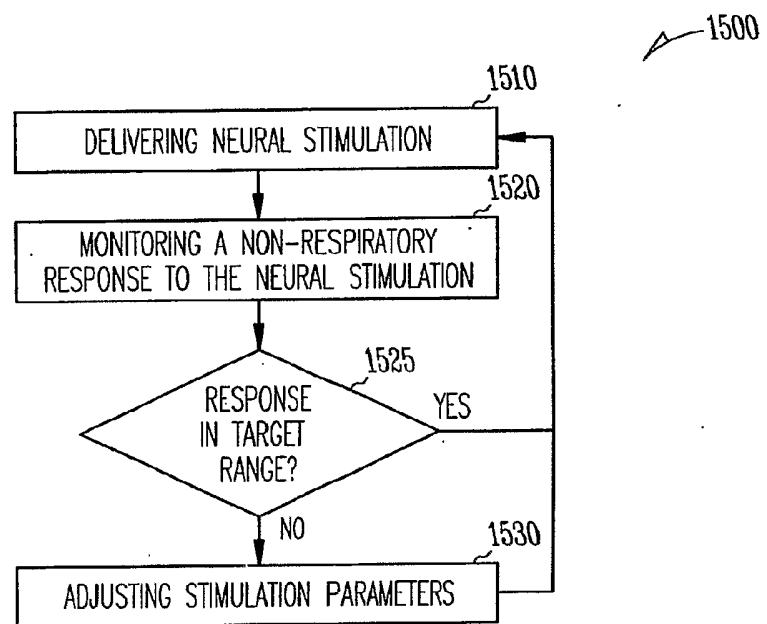 1500
1510
DELIVERING NEURAL STIMULATION
1520
MONITORING A NON-RESPIRATORY
RESPONSE TO THE NEURAL STIMULATION
1525
RESPONSE
IN TARGET
RANGE?
YES
NO
1530
ADJUSTING STIMULATION PARAMETERS